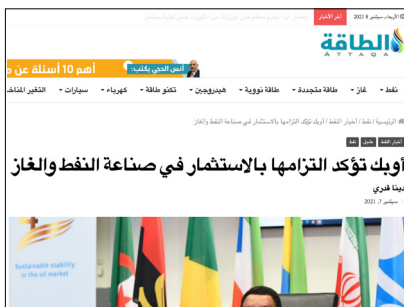 الأربعاء, سبتمبر 8 2021
آخر الأخبار
الطاقة
ATTAQA
أنس الحجي يكتب:
أهم 10 أسئلة عن
نفط غاز طاقة متجددة طاقة نووية هيدروجين تكنو طاقة كهرباء سيارات التغير المناخ
الرئيسية / نفط / أخبار النفط / أوبك تؤكد التزامها بالاستثمار في صناعة النفط والغاز
أخبار النفط عاجل نفط
أوبك تؤكد التزامها بالاستثمار في صناعة النفط والغاز
دينا قدري
سبتمبر 7, 2021
Sustainable stability
in the oil market